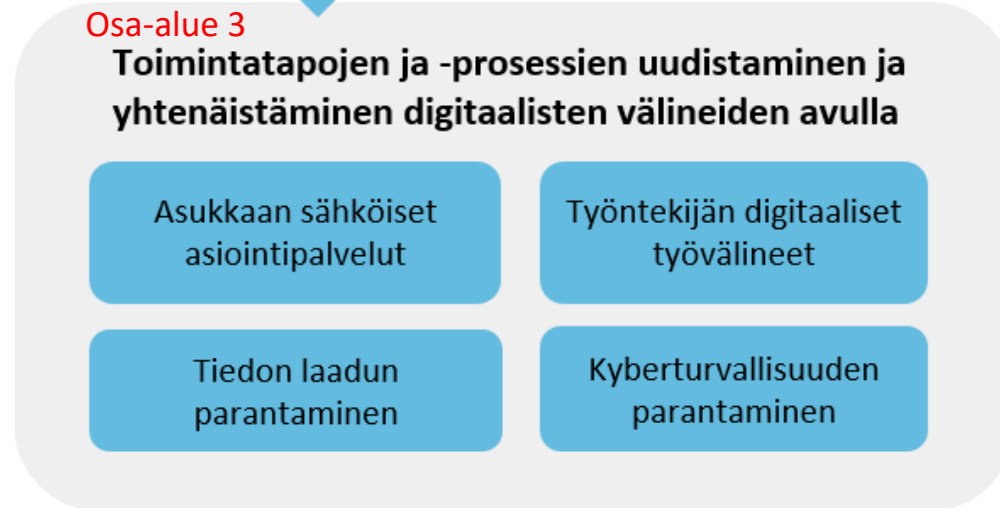 Osa-alue 3
Toimintatapojen ja -prosessien uudistaminen ja
yhtenäistäminen digitaalisten välineiden avulla
Asukkaan sähköiset
asiointipalvelut
Työntekijän digitaaliset
työvälineet
Tiedon laadun
parantaminen
Kyberturvallisuuden
parantaminen